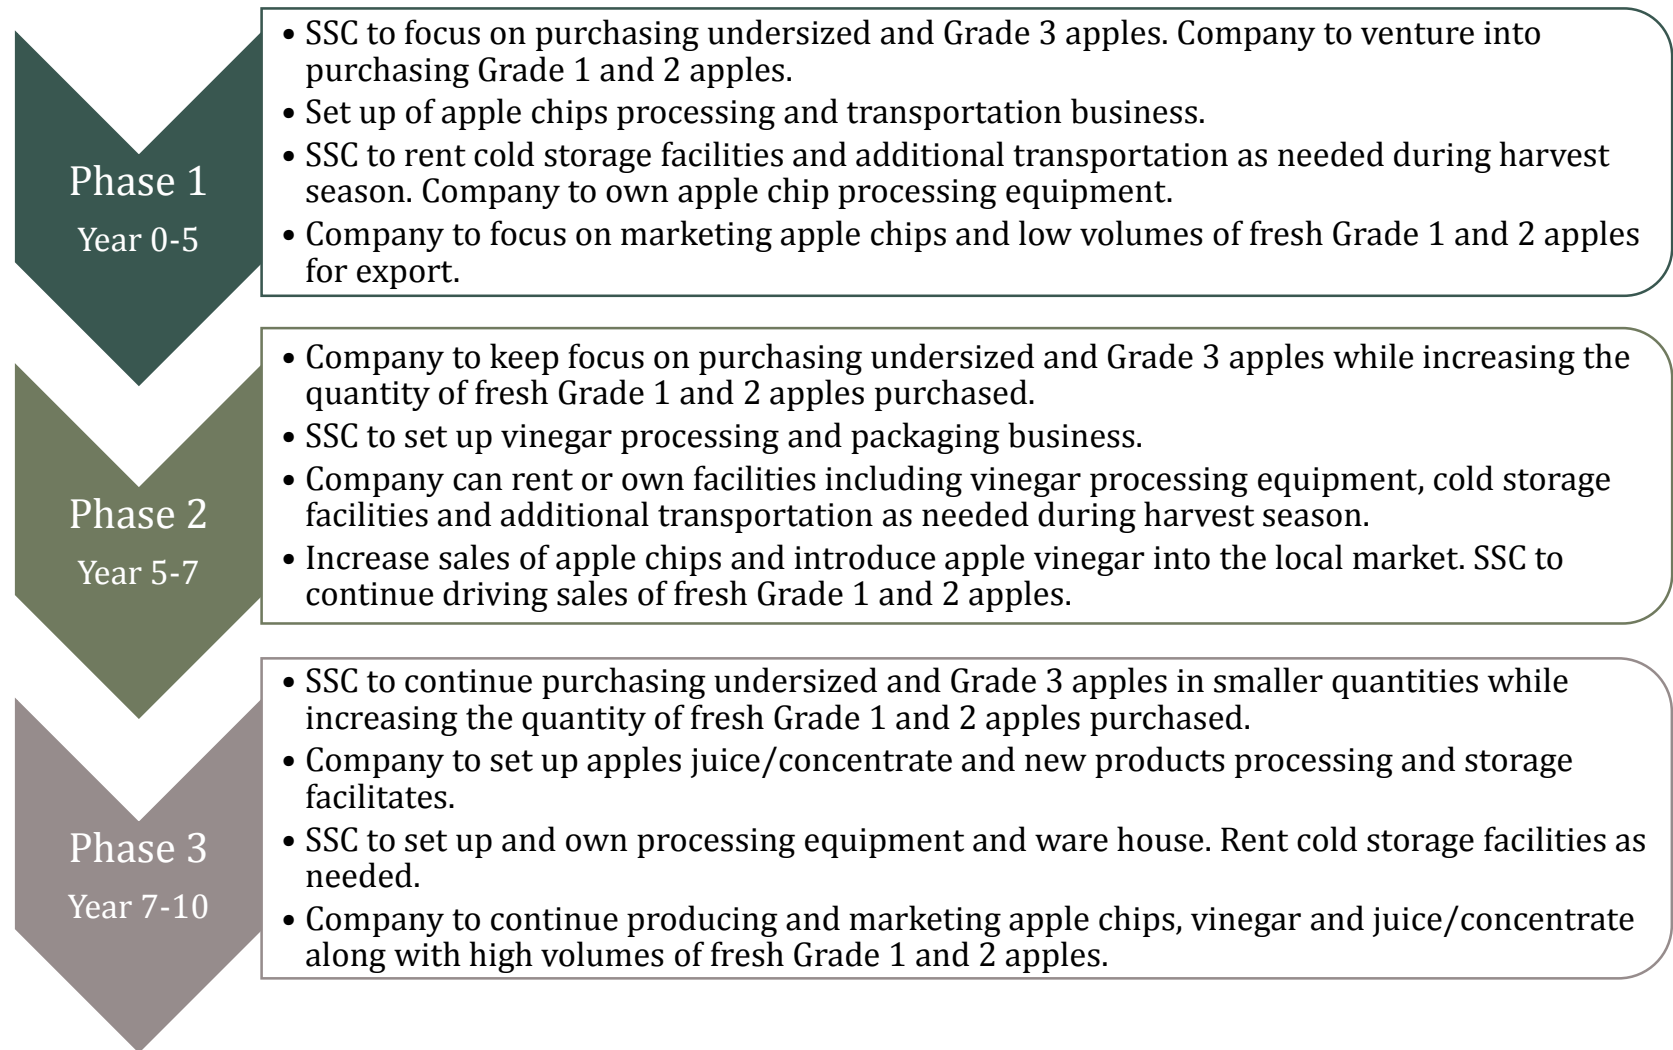 Phase 1
Year 0-5
• SSC to focus on purchasing undersized and Grade 3 apples. Company to venture into
purchasing Grade 1 and 2 apples.
• Set up of apple chips processing and transportation business.
• SSC to rent cold storage facilities and additional transportation as needed during harvest
season. Company to own apple chip processing equipment.
• Company to focus on marketing apple chips and low volumes of fresh Grade 1 and 2 apples
for export.
Phase 2
Year 5-7
• Company to keep focus on purchasing undersized and Grade 3 apples while increasing the
quantity of fresh Grade 1 and 2 apples purchased.
• SSC to set up vinegar processing and packaging business.
• Company can rent or own facilities including vinegar processing equipment, cold storage
facilities and additional transportation as needed during harvest season.
• Increase sales of apple chips and introduce apple vinegar into the local market. SSC to
continue driving sales of fresh Grade 1 and 2 apples.
Phase 3
Year 7-10
• SSC to continue purchasing undersized and Grade 3 apples in smaller quantities while
increasing the quantity of fresh Grade 1 and 2 apples purchased.
• Company to set up apples juice/concentrate and new products processing and storage
facilitates.
• SSC to set up and own processing equipment and ware house. Rent cold storage facilities as
needed.
• Company to continue producing and marketing apple chips, vinegar and juice/concentrate
along with high volumes of fresh Grade 1 and 2 apples.